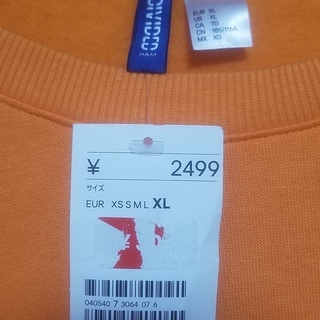 DIVIDED
H&M
EUR XL
US XL
CA TG
CN 185/116A
MX XG
¥ 2499
サイズ
EUR XS S M L XL
040540 7 3064 07 6